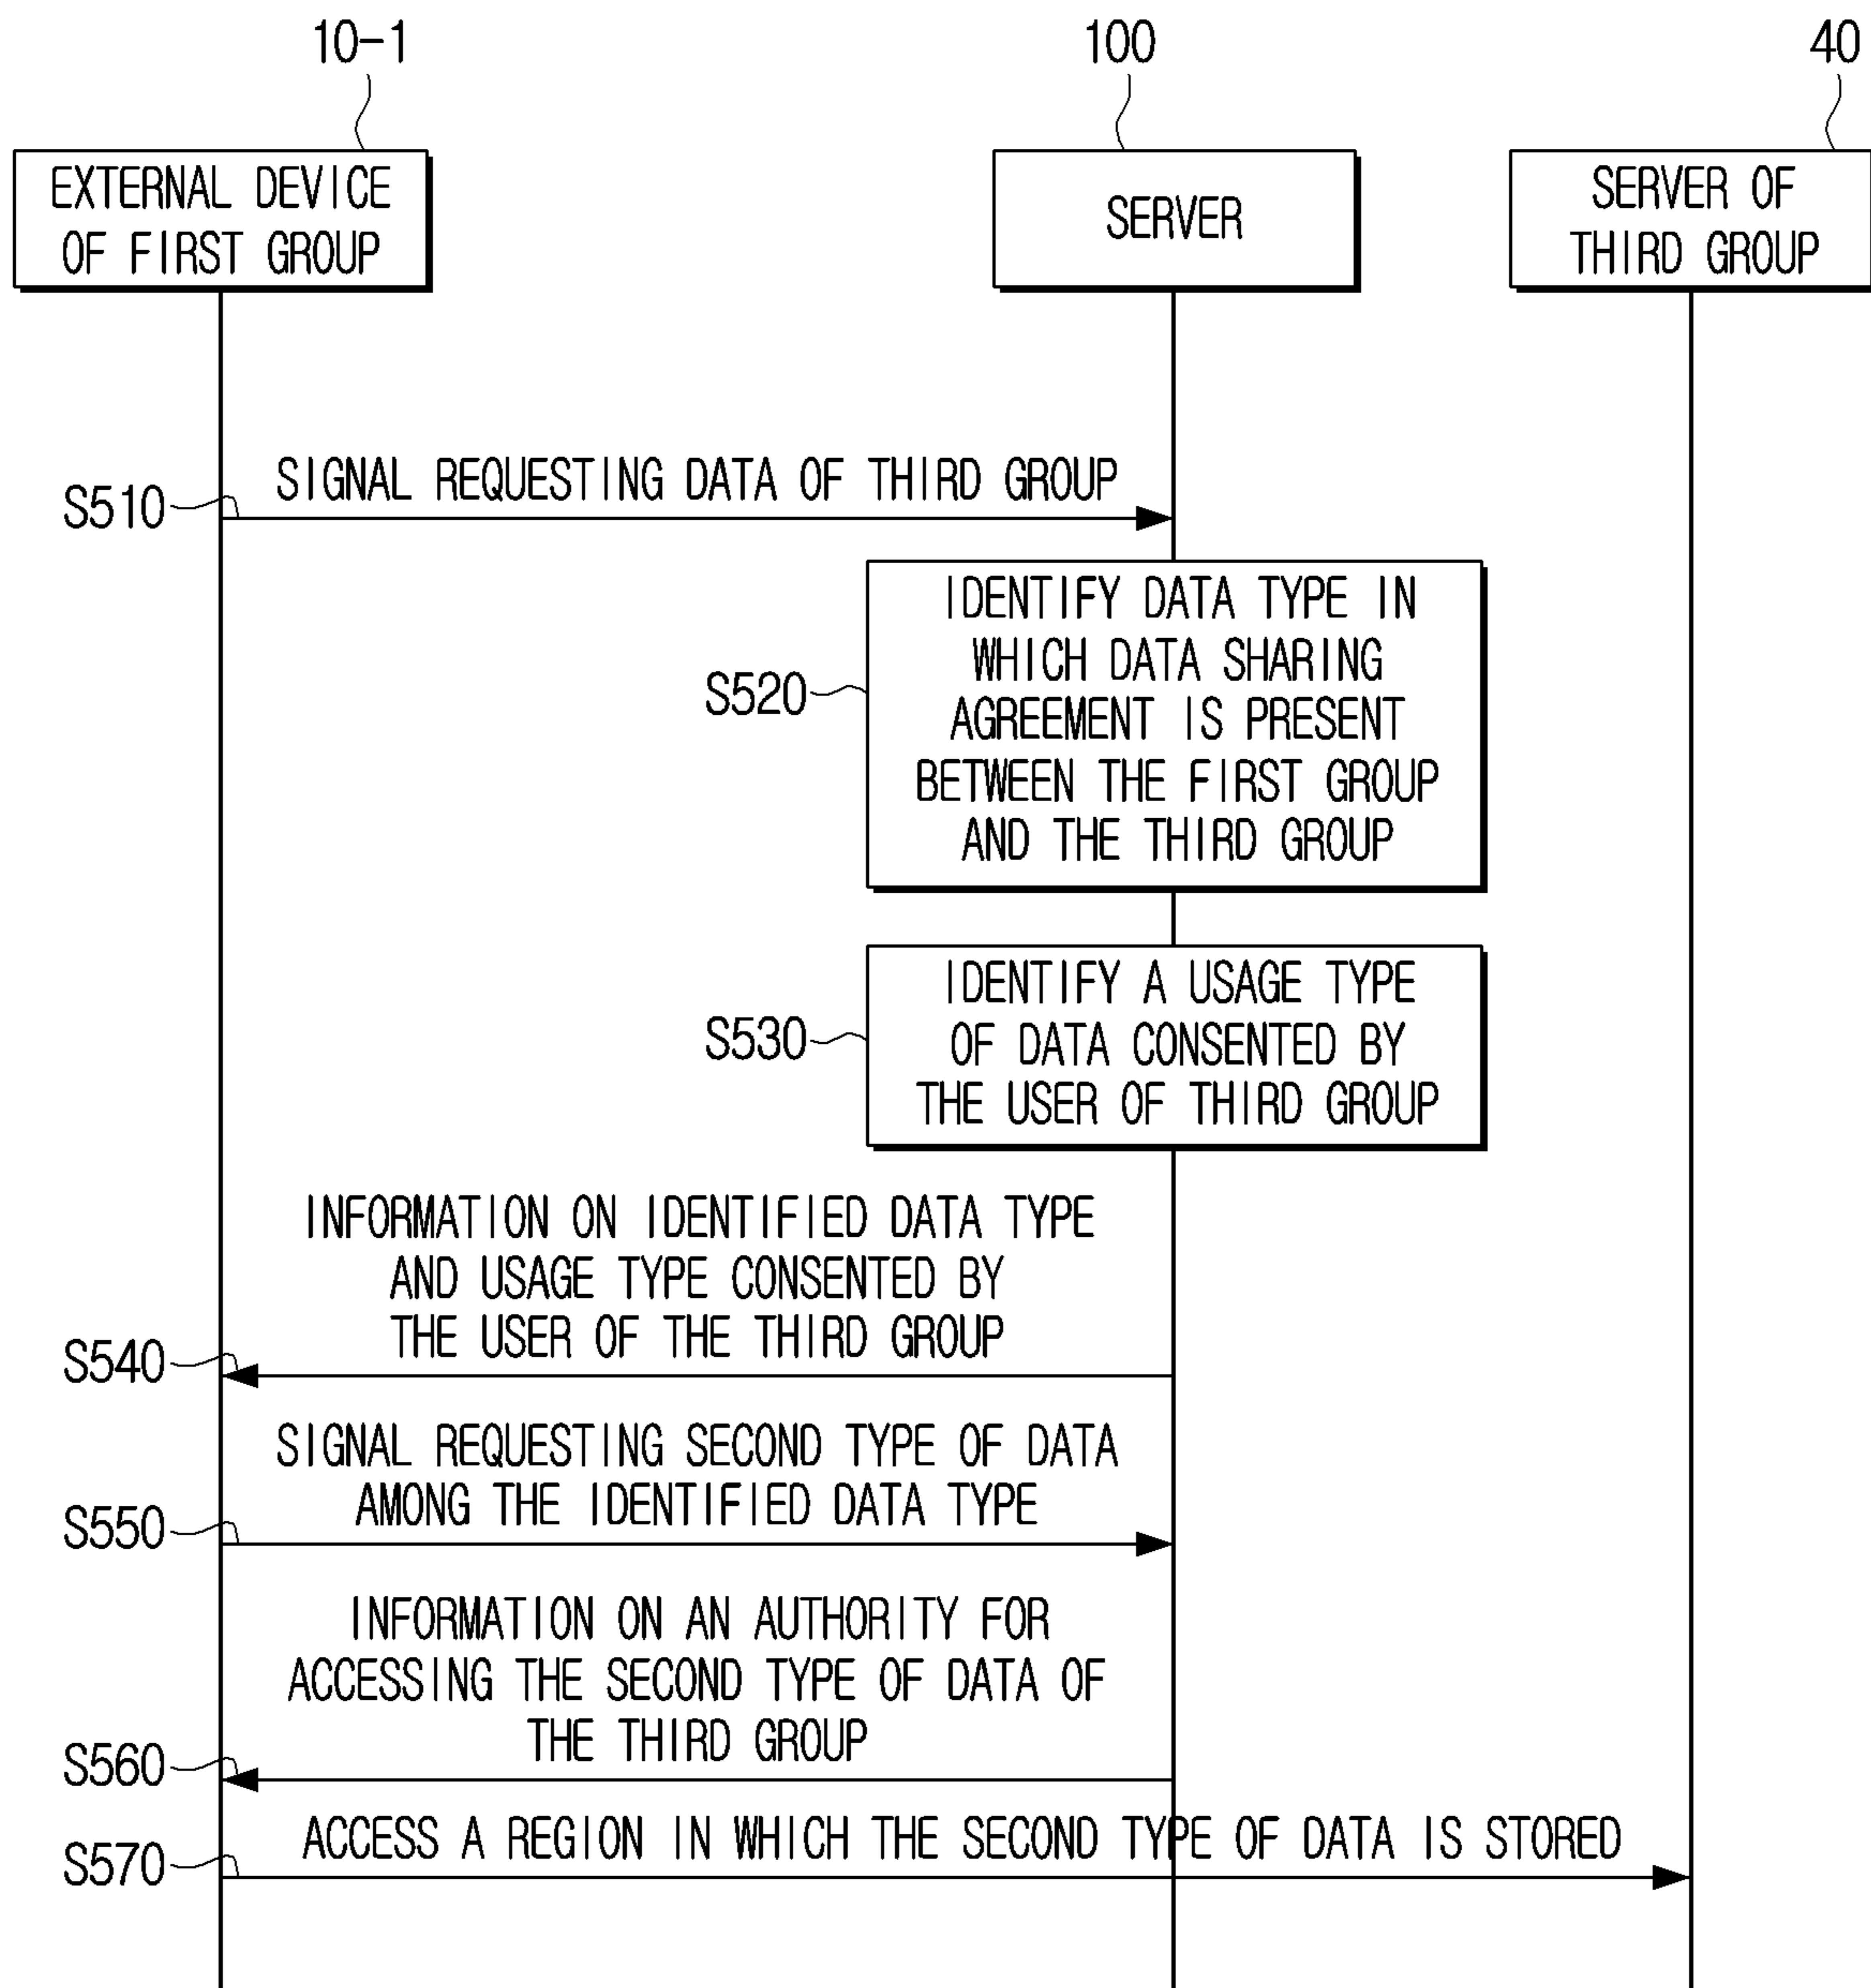 10-1
100
40
EXTERNAL DEVICE
OF FIRST GROUP
SERVER
SERVER OF
THIRD GROUP
SIGNAL REQUESTING DATA OF THIRD GROUP
S510
IDENTIFY DATA TYPE IN
WHICH DATA SHARING
AGREEMENT IS PRESENT
BETWEEN THE FIRST GROUP
AND THE THIRD GROUP
S520
IDENTIFY A USAGE TYPE
OF DATA CONSENTED BY
THE USER OF THIRD GROUP
S530
INFORMATION ON IDENTIFIED DATA TYPE
AND USAGE TYPE CONSENTED BY
THE USER OF THE THIRD GROUP
S540
SIGNAL REQUESTING SECOND TYPE OF DATA
AMONG THE IDENTIFIED DATA TYPE
S550
INFORMATION ON AN AUTHORITY FOR
ACCESSING THE SECOND TYPE OF DATA OF
THE THIRD GROUP
S560
ACCESS A REGION IN WHICH THE SECOND TYPE OF DATA IS STORED
S570